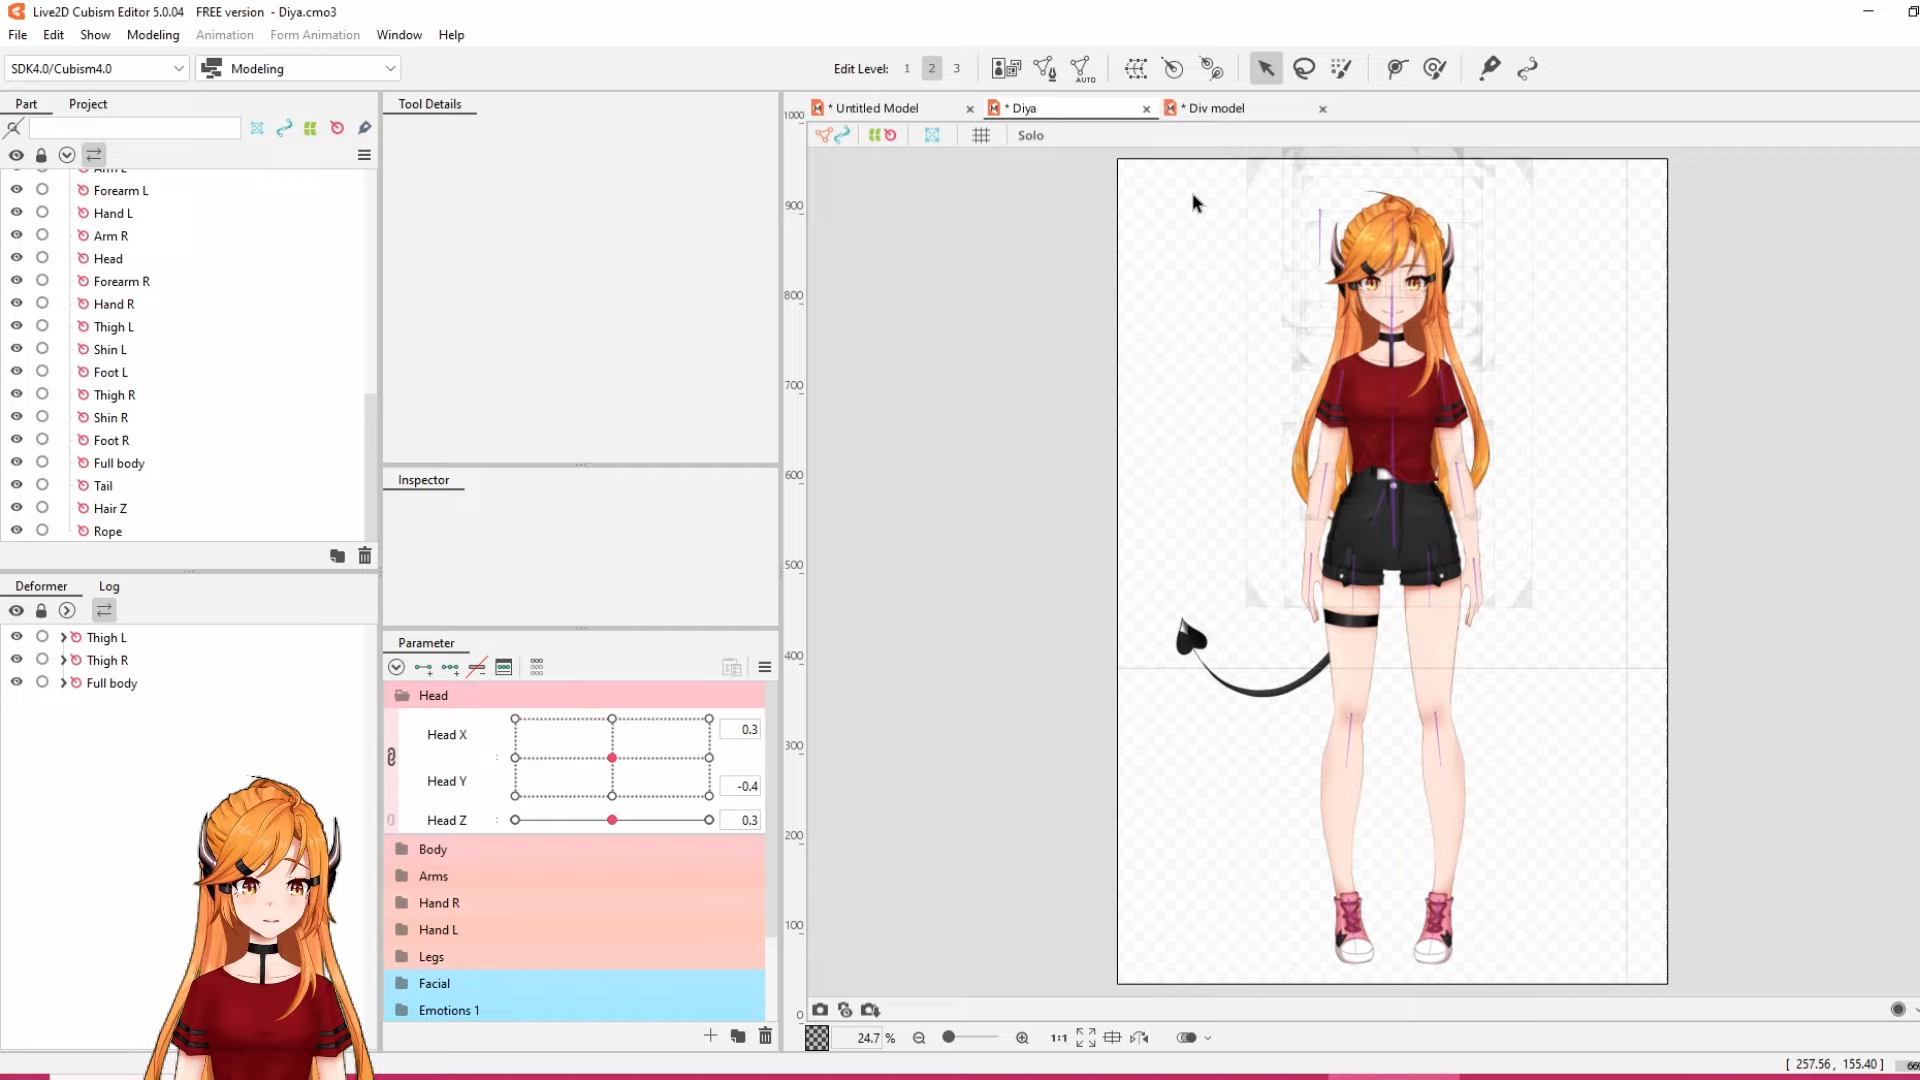 Live2D Cubism Editor 5.0.04 FREE version - Diya.cmo3
File Edit Show Modeling Animation Form Animation Window Help
SDK4.0/Cubism4.0 Modeling Edit Level: 1 2 3 AUTO
Part Project
Tool Details
* Untitled Model * Diya * Div model
Solo
Forearm L
Hand L
Arm R
Head
Forearm R
Hand R
Thigh L
Shin L
Foot L
Thigh R
Shin R
Foot R
Full body
Tail
Hair Z
Rope
Inspector
Deformer Log
Thigh L
Thigh R
Full body
Parameter
Head
Head X 0.3
Head Y -0.4
Head Z 0.3
Body
Arms
Hand R
Hand L
Legs
Facial
Emotions 1
1000
900
800
700
600
500
400
300
200
100
0
24.7 % 1:1
[ 257.56, 155.40 ]